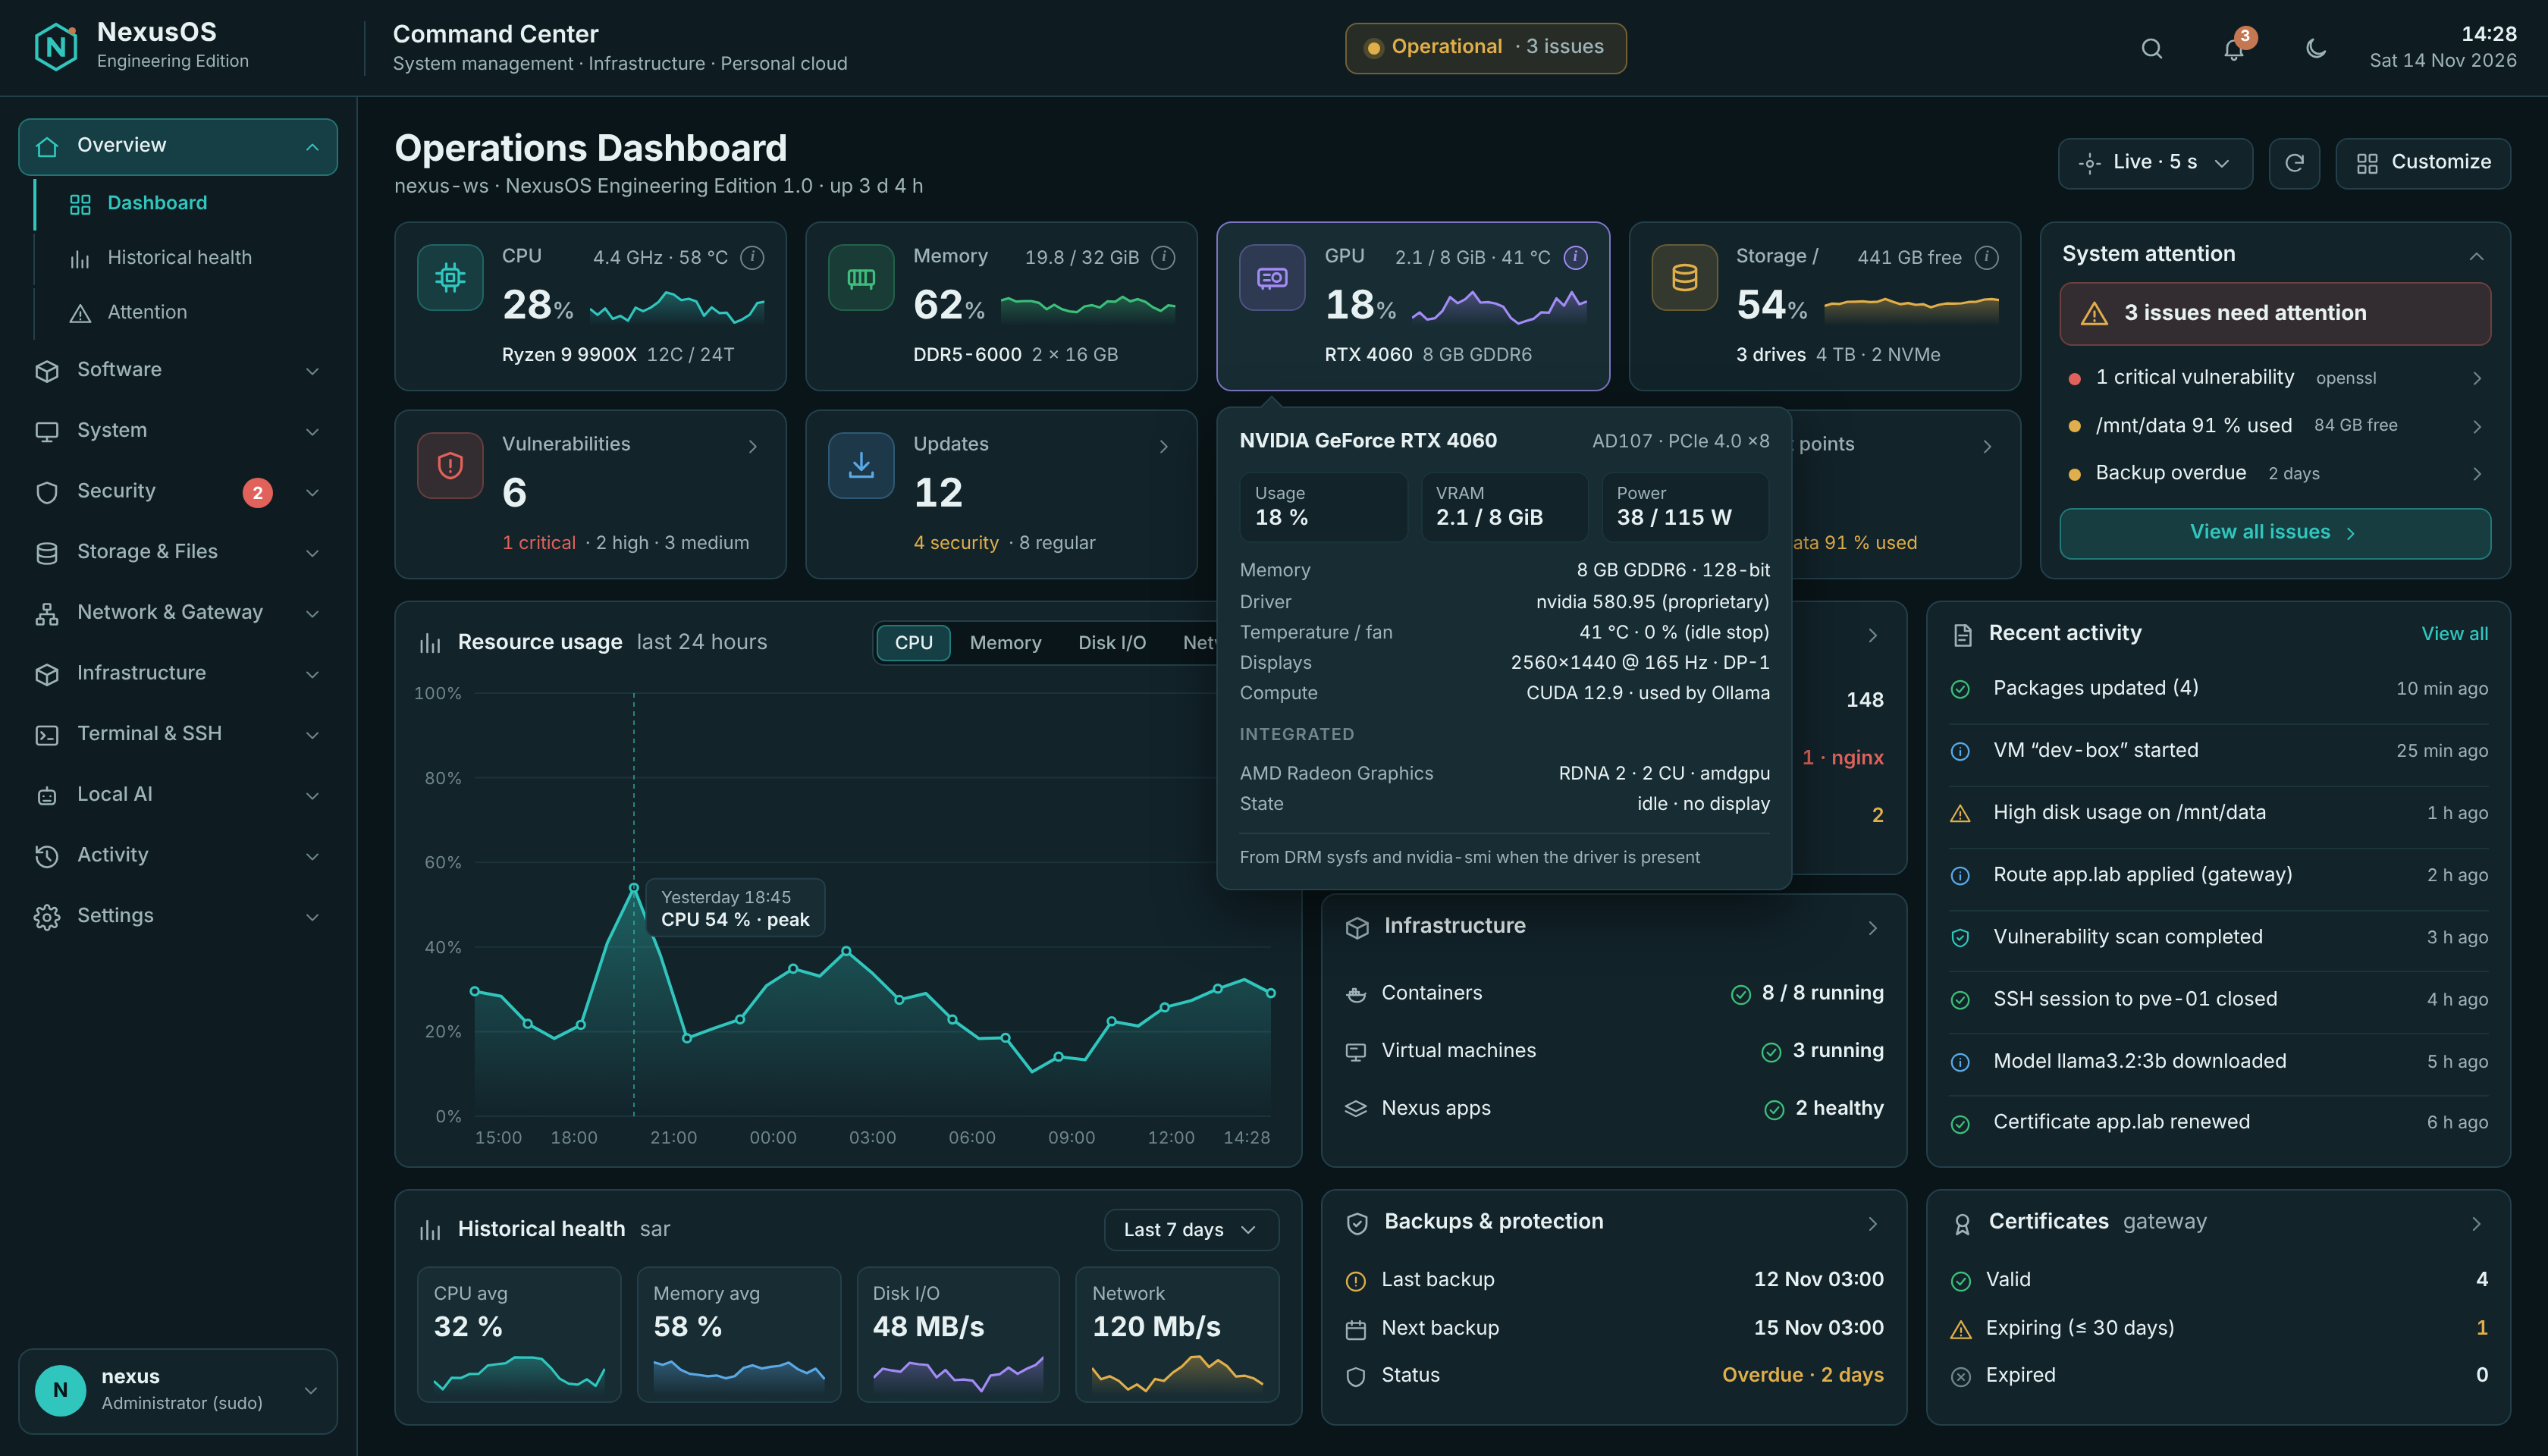 NexusOS
Engineering Edition
Command Center
System management · Infrastructure · Personal cloud
Operational · 3 issues
3
14:28
Sat 14 Nov 2026
Overview
Dashboard
Historical health
Attention
Software
System
Security 2
Storage & Files
Network & Gateway
Infrastructure
Terminal & SSH
Local AI
Activity
Settings
N
nexus
Administrator (sudo)
Operations Dashboard
nexus-ws · NexusOS Engineering Edition 1.0 · up 3 d 4 h
Live · 5 s
Customize
CPU 4.4 GHz · 58 °C
28%
Ryzen 9 9900X 12C / 24T
Memory 19.8 / 32 GiB
62%
DDR5-6000 2 × 16 GB
GPU 2.1 / 8 GiB · 41 °C
18%
RTX 4060 8 GB GDDR6
Storage / 441 GB free
54%
3 drives 4 TB · 2 NVMe
System attention
3 issues need attention
1 critical vulnerability openssl
/mnt/data 91 % used 84 GB free
Backup overdue 2 days
View all issues
Vulnerabilities
6
1 critical · 2 high · 3 medium
Updates
12
4 security · 8 regular
points
ata 91 % used
NVIDIA GeForce RTX 4060 AD107 · PCIe 4.0 ×8
Usage
18 %
VRAM
2.1 / 8 GiB
Power
38 / 115 W
Memory 8 GB GDDR6 · 128-bit
Driver nvidia 580.95 (proprietary)
Temperature / fan 41 °C · 0 % (idle stop)
Displays 2560×1440 @ 165 Hz · DP-1
Compute CUDA 12.9 · used by Ollama
INTEGRATED
AMD Radeon Graphics RDNA 2 · 2 CU · amdgpu
State idle · no display
From DRM sysfs and nvidia-smi when the driver is present
Resource usage last 24 hours
CPU Memory Disk I/O Net
100%
80%
60%
40%
20%
0%
Yesterday 18:45
CPU 54 % · peak
15:00 18:00 21:00 00:00 03:00 06:00 09:00 12:00 14:28
148
1 · nginx
2
Infrastructure
Containers 8 / 8 running
Virtual machines 3 running
Nexus apps 2 healthy
Recent activity View all
Packages updated (4) 10 min ago
VM “dev-box” started 25 min ago
High disk usage on /mnt/data 1 h ago
Route app.lab applied (gateway) 2 h ago
Vulnerability scan completed 3 h ago
SSH session to pve-01 closed 4 h ago
Model llama3.2:3b downloaded 5 h ago
Certificate app.lab renewed 6 h ago
Historical health sar
Last 7 days
CPU avg
32 %
Memory avg
58 %
Disk I/O
48 MB/s
Network
120 Mb/s
Backups & protection
Last backup 12 Nov 03:00
Next backup 15 Nov 03:00
Status Overdue · 2 days
Certificates gateway
Valid 4
Expiring (≤ 30 days) 1
Expired 0